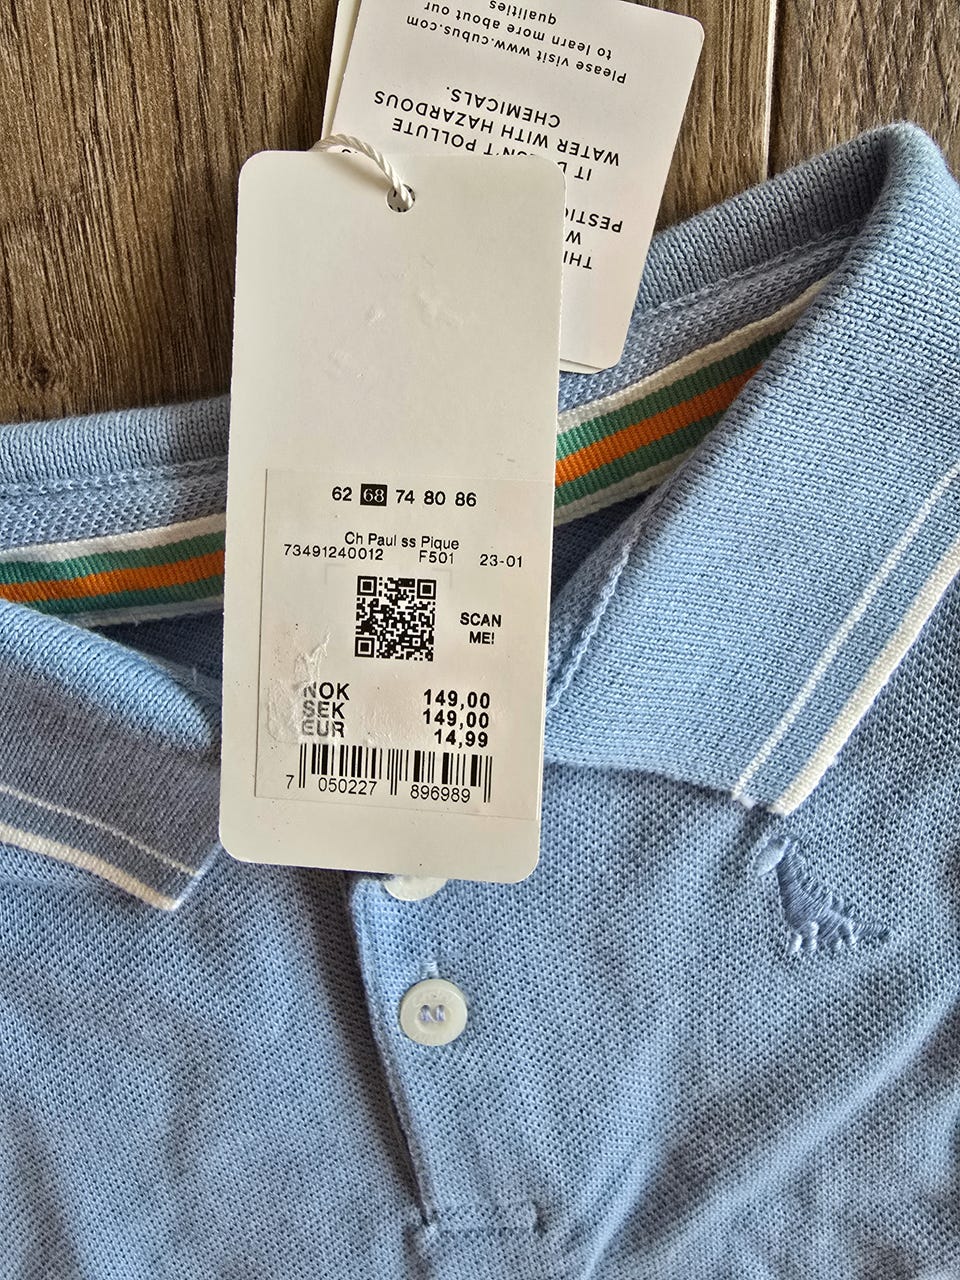 Please visit www.cubus.com
to learn more about our
qualities
IT
POLLUTE
WATER WITH HAZARDOUS
CHEMICALS.
62 68 74 80 86
Ch Paul ss Pique
73491240012 F501 23-01
SCAN
ME!
NOK 149,00
SEK 149,00
EUR 14,99
7 050227 896989